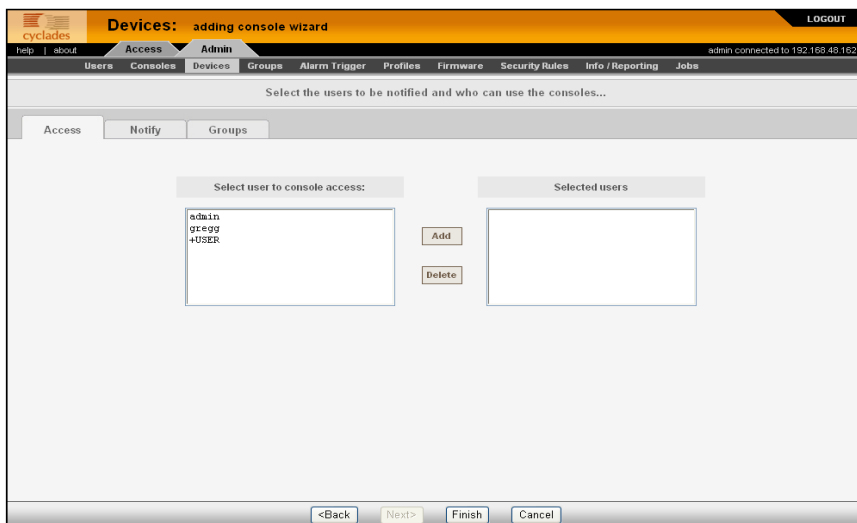 cyclades
Devices: adding console wizard
LOGOUT
help | about
Access Admin
admin connected to 192.168.48.162
Users Consoles Devices Groups Alarm Trigger Profiles Firmware Security Rules Info / Reporting Jobs
Select the users to be notified and who can use the consoles...
Access Notify Groups
Select user to console access:
Selected users
admin
gregg
+USER
Add
Delete
<Back Next> Finish Cancel